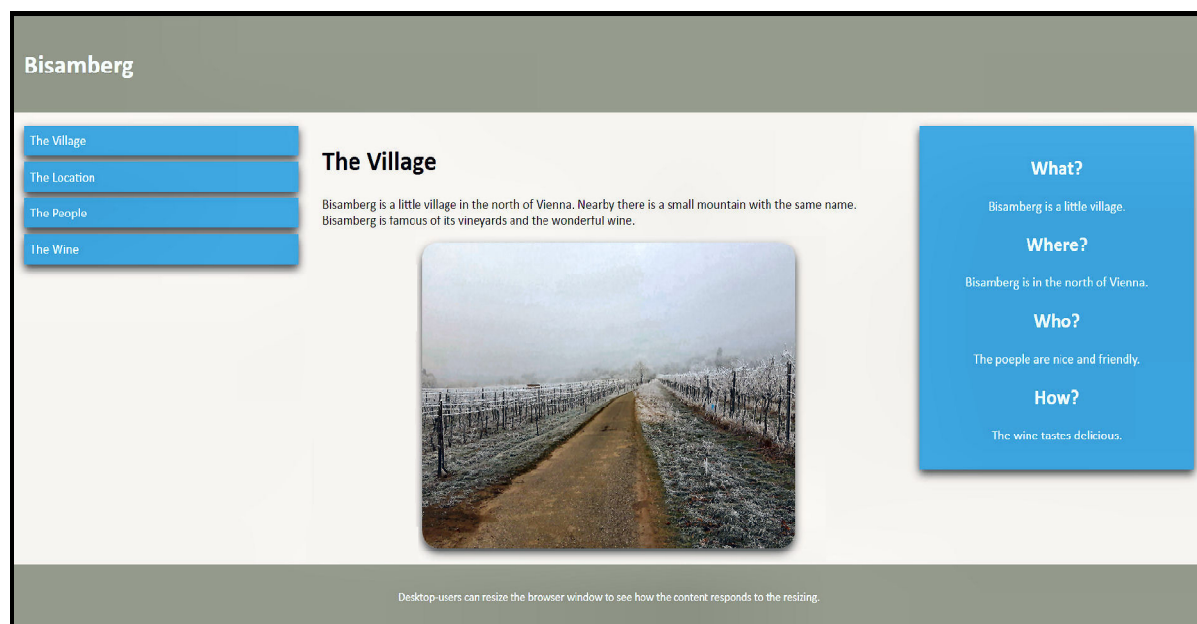 Bisamberg
The Village
The Location
The People
The Wine
The Village
Bisamberg is a little village in the north of Vienna. Nearby there is a small mountain with the same name.
Bisamberg is famous of its vineyards and the wonderful wine.
What?
Bisamberg is a little village.
Where?
Bisamberg is in the north of Vienna.
Who?
The poeple are nice and friendly.
How?
The wine tastes delicious.
Desktop-users can resize the browser window to see how the content responds to the resizing.